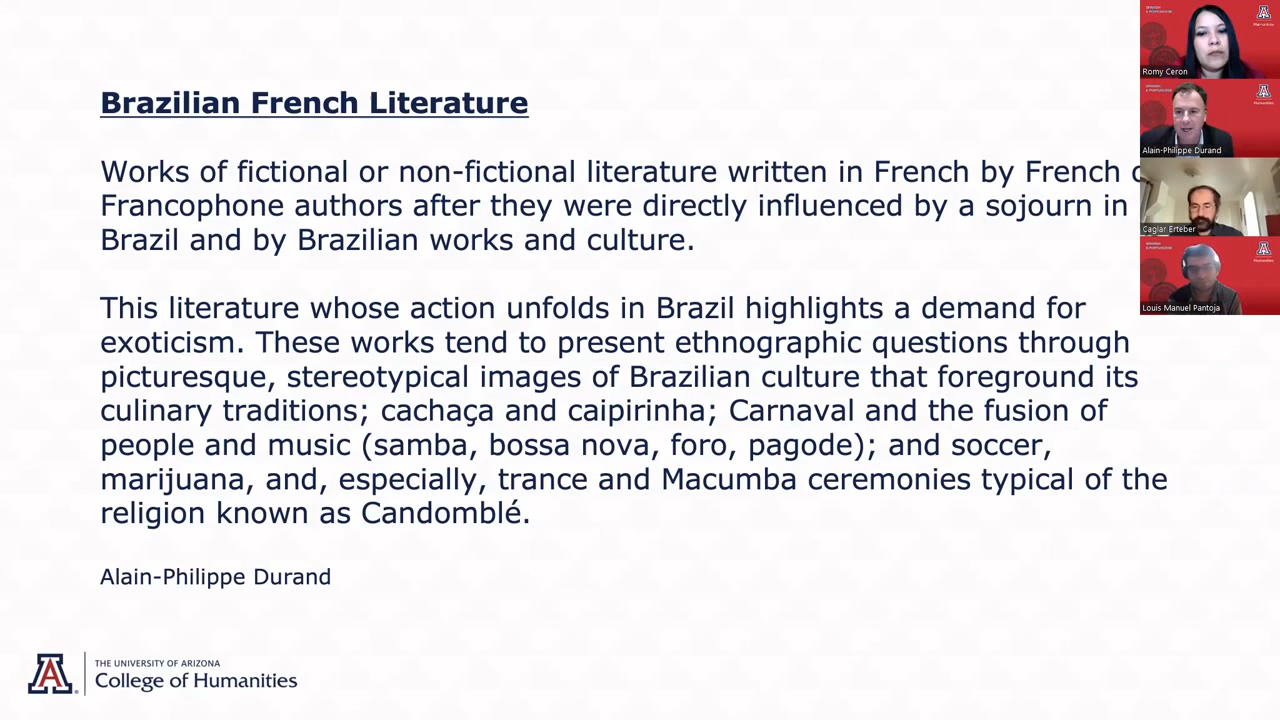 Brazilian French Literature
Works of fictional or non-fictional literature written in French by French
Francophone authors after they were directly influenced by a sojourn in
Brazil and by Brazilian works and culture.
This literature whose action unfolds in Brazil highlights a demand for
exoticism. These works tend to present ethnographic questions through
picturesque, stereotypical images of Brazilian culture that foreground its
culinary traditions; cachaça and caipirinha; Carnaval and the fusion of
people and music (samba, bossa nova, foro, pagode); and soccer,
marijuana, and, especially, trance and Macumba ceremonies typical of the
religion known as Candomblé.
Alain-Philippe Durand
THE UNIVERSITY OF ARIZONA
College of Humanities
Romy Ceron
Alain-Philippe Durand
Caglar Erteber
Louis Manuel Pantoja